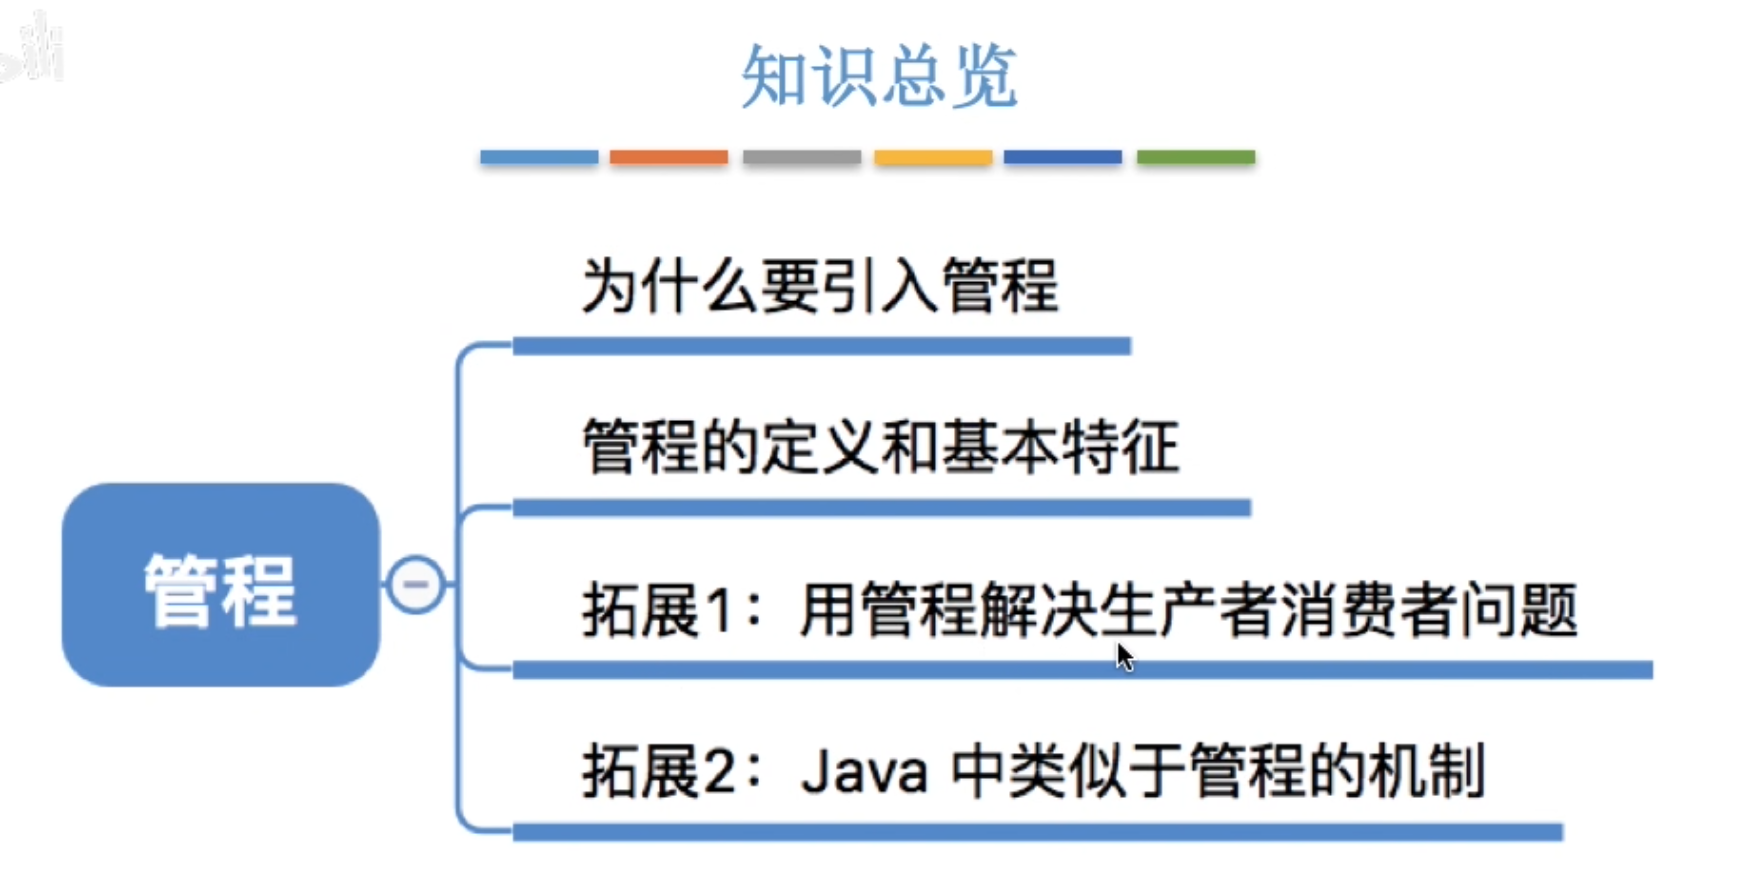 知识总览
为什么要引入管程
管程的定义和基本特征
管程
拓展1：用管程解决生产者消费者问题
拓展2：Java 中类似于管程的机制